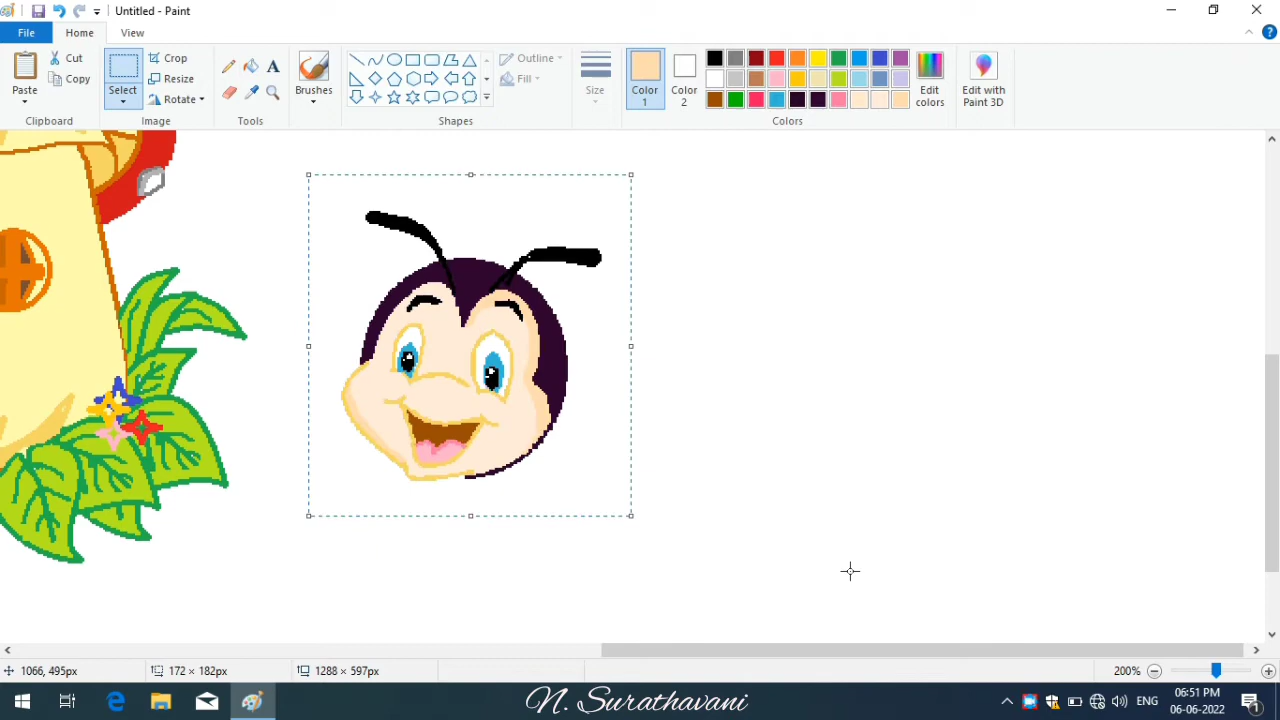 Untitled - Paint
File
Home
View
Paste
Cut
Copy
Clipboard
Select
Crop
Resize
Rotate
Image
Tools
Brushes
Outline
Fill
Shapes
Size
Color 1
Color 2
Edit colors
Colors
Edit with Paint 3D
1066, 495px
172 × 182px
1288 × 597px
200%
N. Surathavani
ENG
06:51 PM
06-06-2022
1